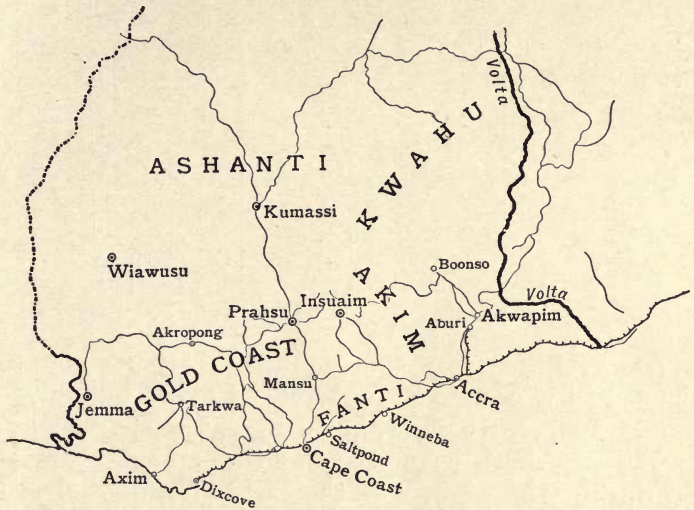 Volta
KWAHU
ASHANTI
Kumassi
Wiawusu
Boonso
AKIM
Volta
Insuaim
Prahsu
Akwapim
Aburi
Akropong
GOLD COAST
Mansu
Accra
Jemma
Tarkwa
FANTI
Winneba
Saltpond
Cape Coast
Axim
Dixcove